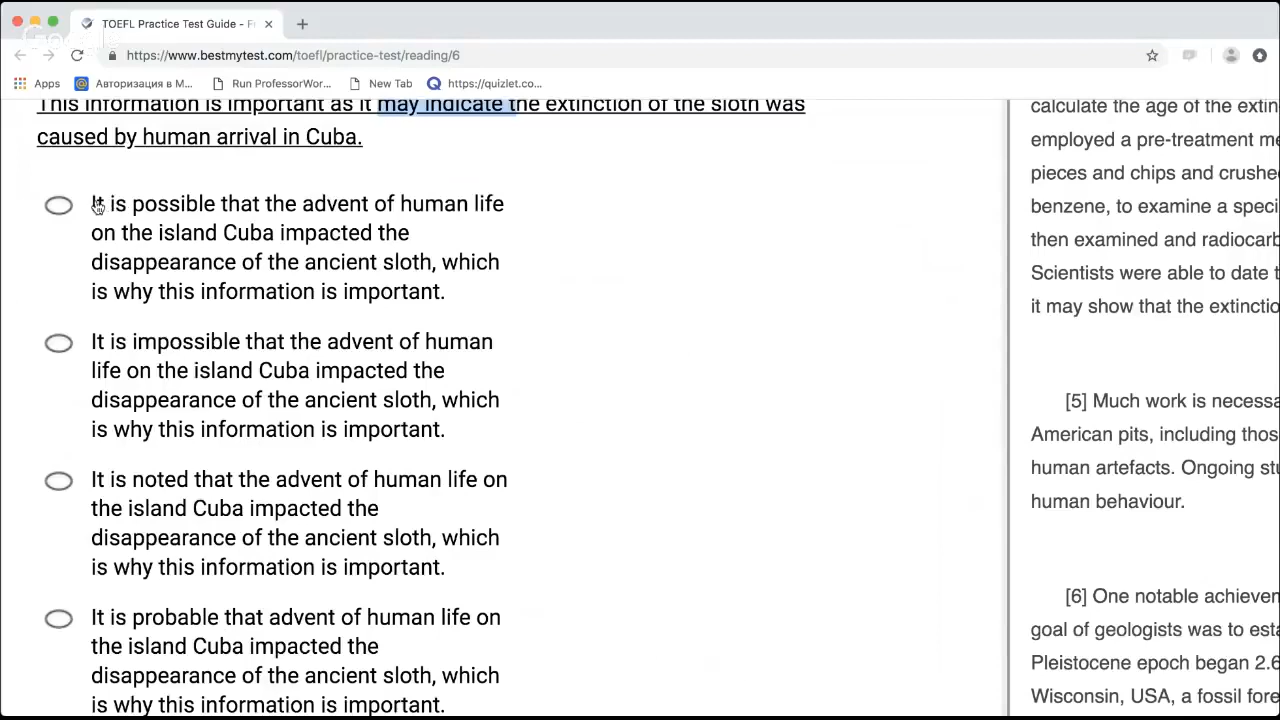 TOEFL Practice Test Guide - F
https://www.bestmytest.com/toefl/practice-test/reading/6
Apps
Авторизация в М...
Run ProfessorWor...
New Tab
https://quizlet.co...
This information is important as it may indicate the extinction of the sloth was
caused by human arrival in Cuba.
It is possible that the advent of human life
on the island Cuba impacted the
disappearance of the ancient sloth, which
is why this information is important.
It is impossible that the advent of human
life on the island Cuba impacted the
disappearance of the ancient sloth, which
is why this information is important.
It is noted that the advent of human life on
the island Cuba impacted the
disappearance of the ancient sloth, which
is why this information is important.
It is probable that advent of human life on
the island Cuba impacted the
disappearance of the ancient sloth, which
is why this information is important.
calculate the age of the extin
employed a pre-treatment me
pieces and chips and crushe
benzene, to examine a speci
then examined and radiocarb
Scientists were able to date t
it may show that the extinctio
[5] Much work is necessa
American pits, including thos
human artefacts. Ongoing stu
human behaviour.
[6] One notable achieven
goal of geologists was to esta
Pleistocene epoch began 2.6
Wisconsin, USA, a fossil fore